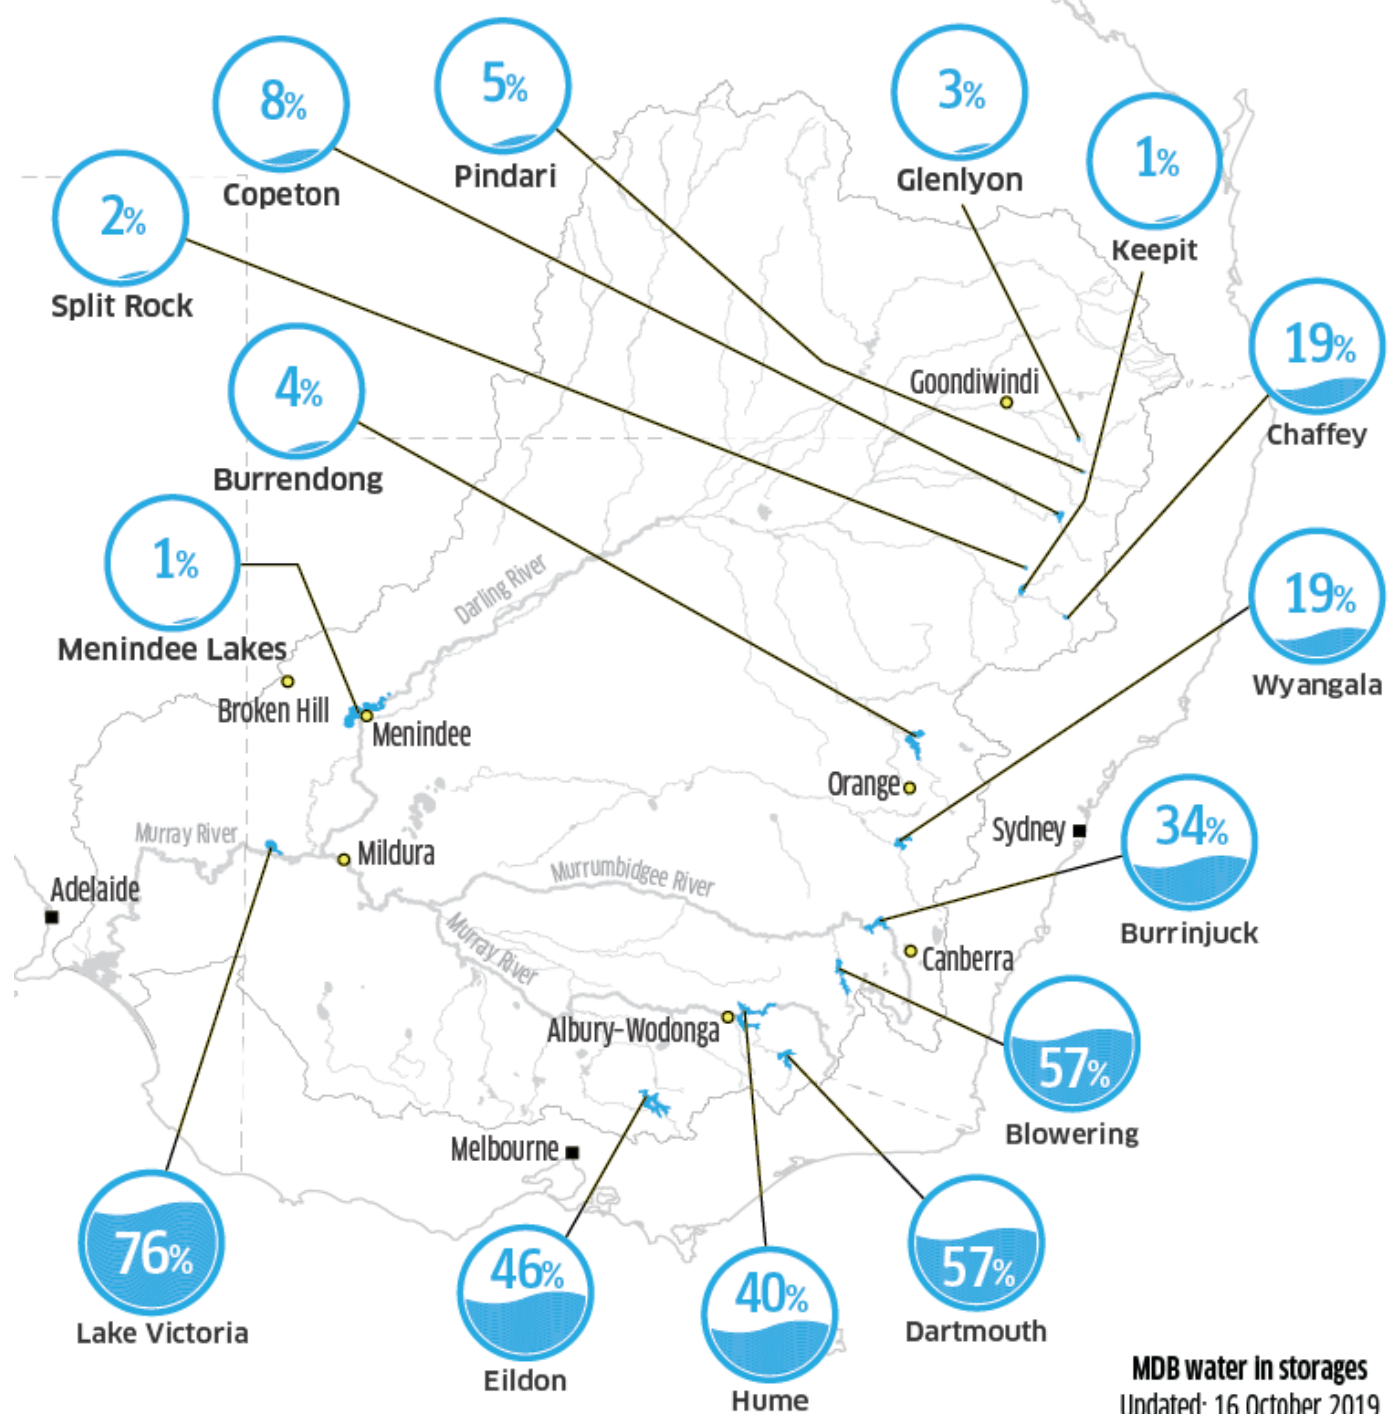 5%
Pindari
3%
Glenlyon
8%
Copeton
1%
Keepit
2%
Split Rock
19%
Chaffey
4%
Burrendong
Goondiwindi
1%
Menindee Lakes
Darling River
19%
Wyangala
Broken Hill
Menindee
Orange
Sydney
34%
Burrinjuck
Murray River
Mildura
Murrumbidgee River
Adelaide
Murray River
Canberra
Albury-Wodonga
57%
Blowering
Melbourne
76%
Lake Victoria
46%
Eildon
40%
Hume
57%
Dartmouth
MDB water in storages
Updated: 16 October 2019